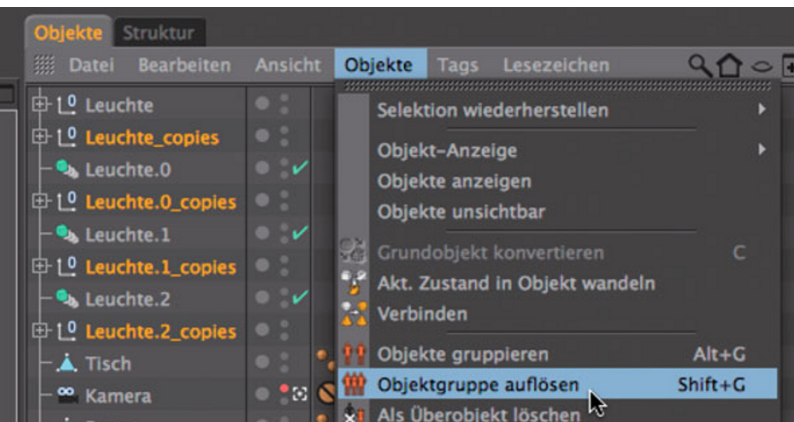 Objekte Struktur
Datei Bearbeiten Ansicht Objekte Tags Lesezeichen
Leuchte
Leuchte_copies
Leuchte.0
Leuchte.0_copies
Leuchte.1
Leuchte.1_copies
Leuchte.2
Leuchte.2_copies
Tisch
Kamera
Selektion wiederherstellen
Objekt-Anzeige
Objekte anzeigen
Objekte unsichtbar
Grundobjekt konvertieren C
Akt. Zustand in Objekt wandeln
Verbinden
Objekte gruppieren Alt+G
Objektgruppe auflösen Shift+G
Als Überobjekt löschen